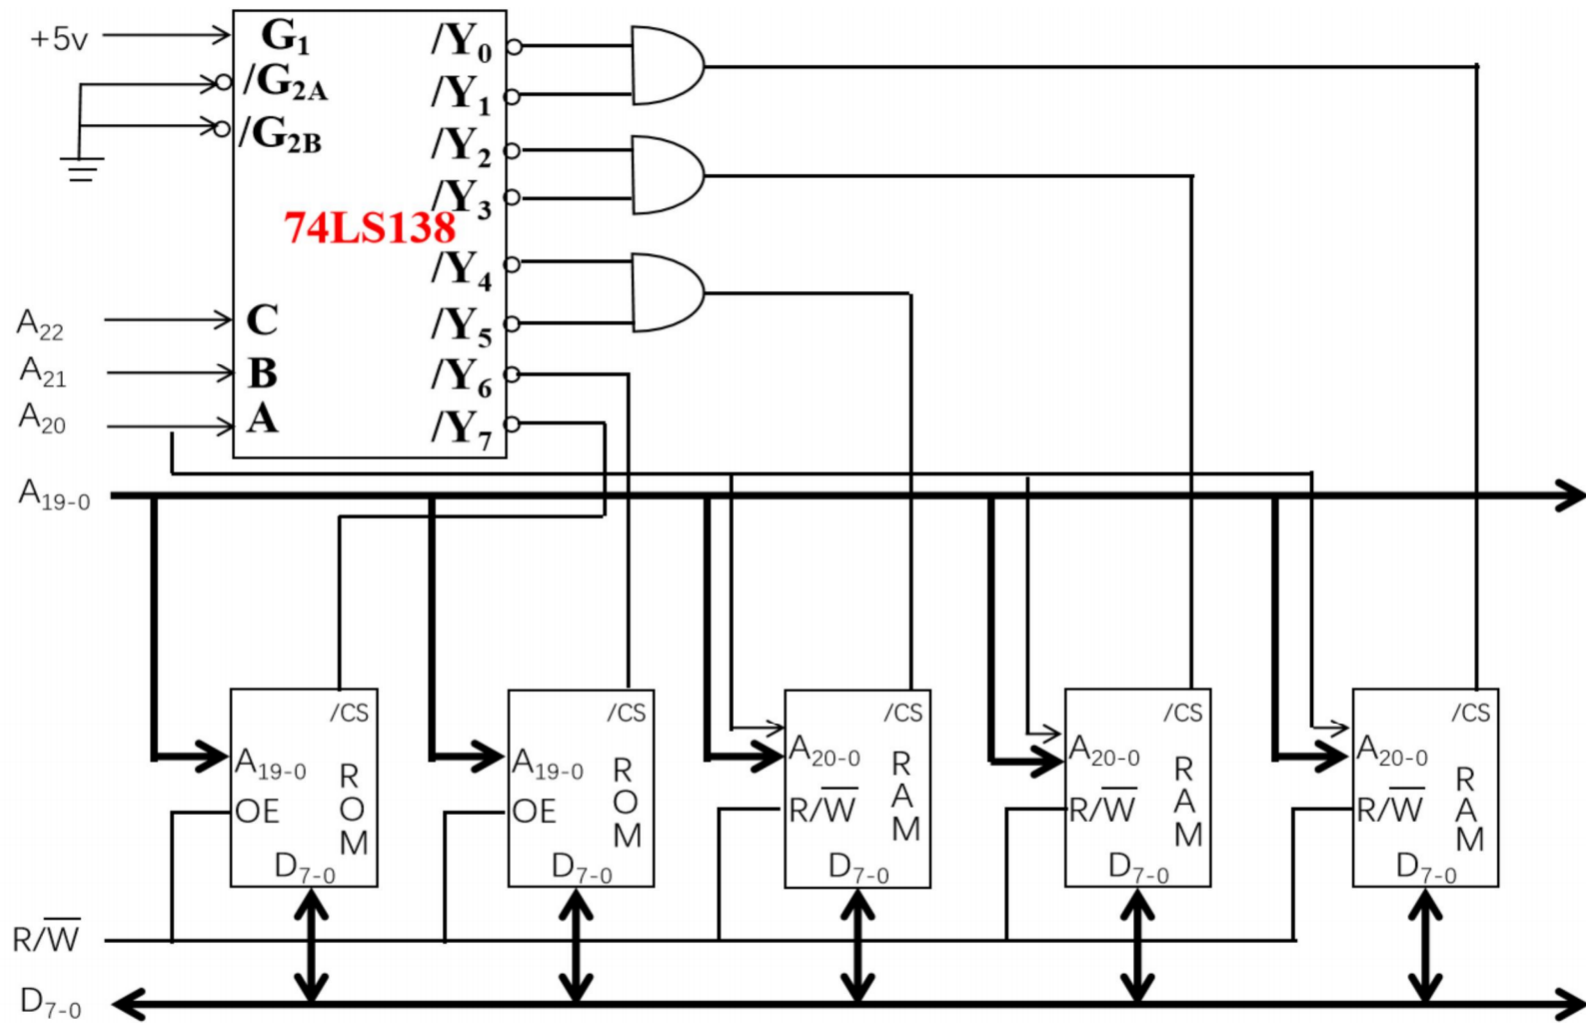 +5v
G₁
/G₂A
/G₂B
74LS138
A₂₂
C
A₂₁
B
A₂₀
A
/Y₀
/Y₁
/Y₂
/Y₃
/Y₄
/Y₅
/Y₆
/Y₇
A₁₉₋₀
/CS
A₁₉₋₀
OE
ROM
D₇₋₀
/CS
A₁₉₋₀
OE
ROM
D₇₋₀
/CS
A₂₀₋₀
R/W̅
RAM
D₇₋₀
/CS
A₂₀₋₀
R/W̅
RAM
D₇₋₀
/CS
A₂₀₋₀
R/W̅
RAM
D₇₋₀
R/W̅
D₇₋₀